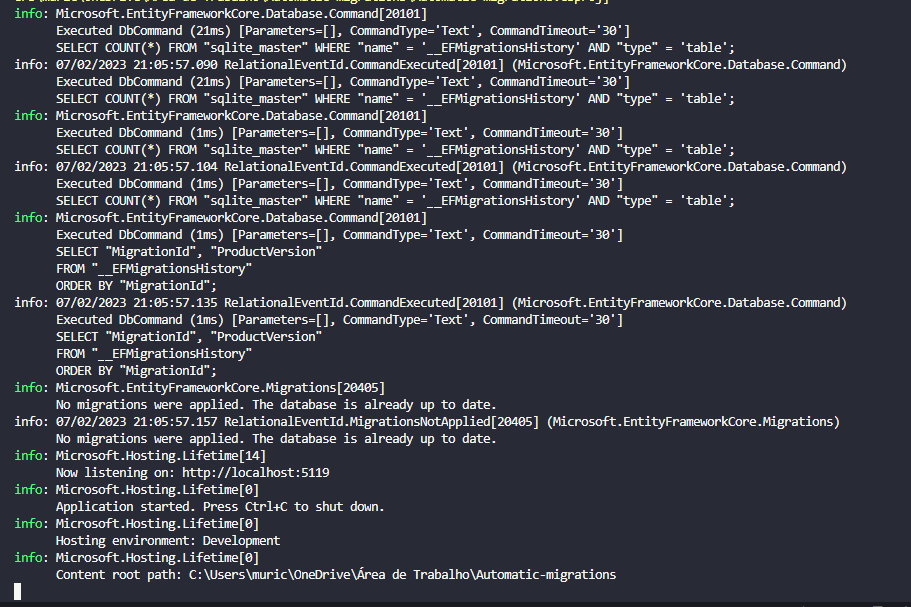 info: Microsoft.EntityFrameworkCore.Database.Command[20101]
Executed DbCommand (21ms) [Parameters=[], CommandType='Text', CommandTimeout='30']
SELECT COUNT(*) FROM "sqlite_master" WHERE "name" = '__EFMigrationsHistory' AND "type" = 'table';
info: 07/02/2023 21:05:57.090 RelationalEventId.CommandExecuted[20101] (Microsoft.EntityFrameworkCore.Database.Command)
Executed DbCommand (21ms) [Parameters=[], CommandType='Text', CommandTimeout='30']
SELECT COUNT(*) FROM "sqlite_master" WHERE "name" = '__EFMigrationsHistory' AND "type" = 'table';
info: Microsoft.EntityFrameworkCore.Database.Command[20101]
Executed DbCommand (1ms) [Parameters=[], CommandType='Text', CommandTimeout='30']
SELECT COUNT(*) FROM "sqlite_master" WHERE "name" = '__EFMigrationsHistory' AND "type" = 'table';
info: 07/02/2023 21:05:57.104 RelationalEventId.CommandExecuted[20101] (Microsoft.EntityFrameworkCore.Database.Command)
Executed DbCommand (1ms) [Parameters=[], CommandType='Text', CommandTimeout='30']
SELECT COUNT(*) FROM "sqlite_master" WHERE "name" = '__EFMigrationsHistory' AND "type" = 'table';
info: Microsoft.EntityFrameworkCore.Database.Command[20101]
Executed DbCommand (1ms) [Parameters=[], CommandType='Text', CommandTimeout='30']
SELECT "MigrationId", "ProductVersion"
FROM "__EFMigrationsHistory"
ORDER BY "MigrationId";
info: 07/02/2023 21:05:57.135 RelationalEventId.CommandExecuted[20101] (Microsoft.EntityFrameworkCore.Database.Command)
Executed DbCommand (1ms) [Parameters=[], CommandType='Text', CommandTimeout='30']
SELECT "MigrationId", "ProductVersion"
FROM "__EFMigrationsHistory"
ORDER BY "MigrationId";
info: Microsoft.EntityFrameworkCore.Migrations[20405]
No migrations were applied. The database is already up to date.
info: 07/02/2023 21:05:57.157 RelationalEventId.MigrationsNotApplied[20405] (Microsoft.EntityFrameworkCore.Migrations)
No migrations were applied. The database is already up to date.
info: Microsoft.Hosting.Lifetime[14]
Now listening on: http://localhost:5119
info: Microsoft.Hosting.Lifetime[0]
Application started. Press Ctrl+C to shut down.
info: Microsoft.Hosting.Lifetime[0]
Hosting environment: Development
info: Microsoft.Hosting.Lifetime[0]
Content root path: C:\Users\muric\OneDrive\Área de Trabalho\Automatic-migrations